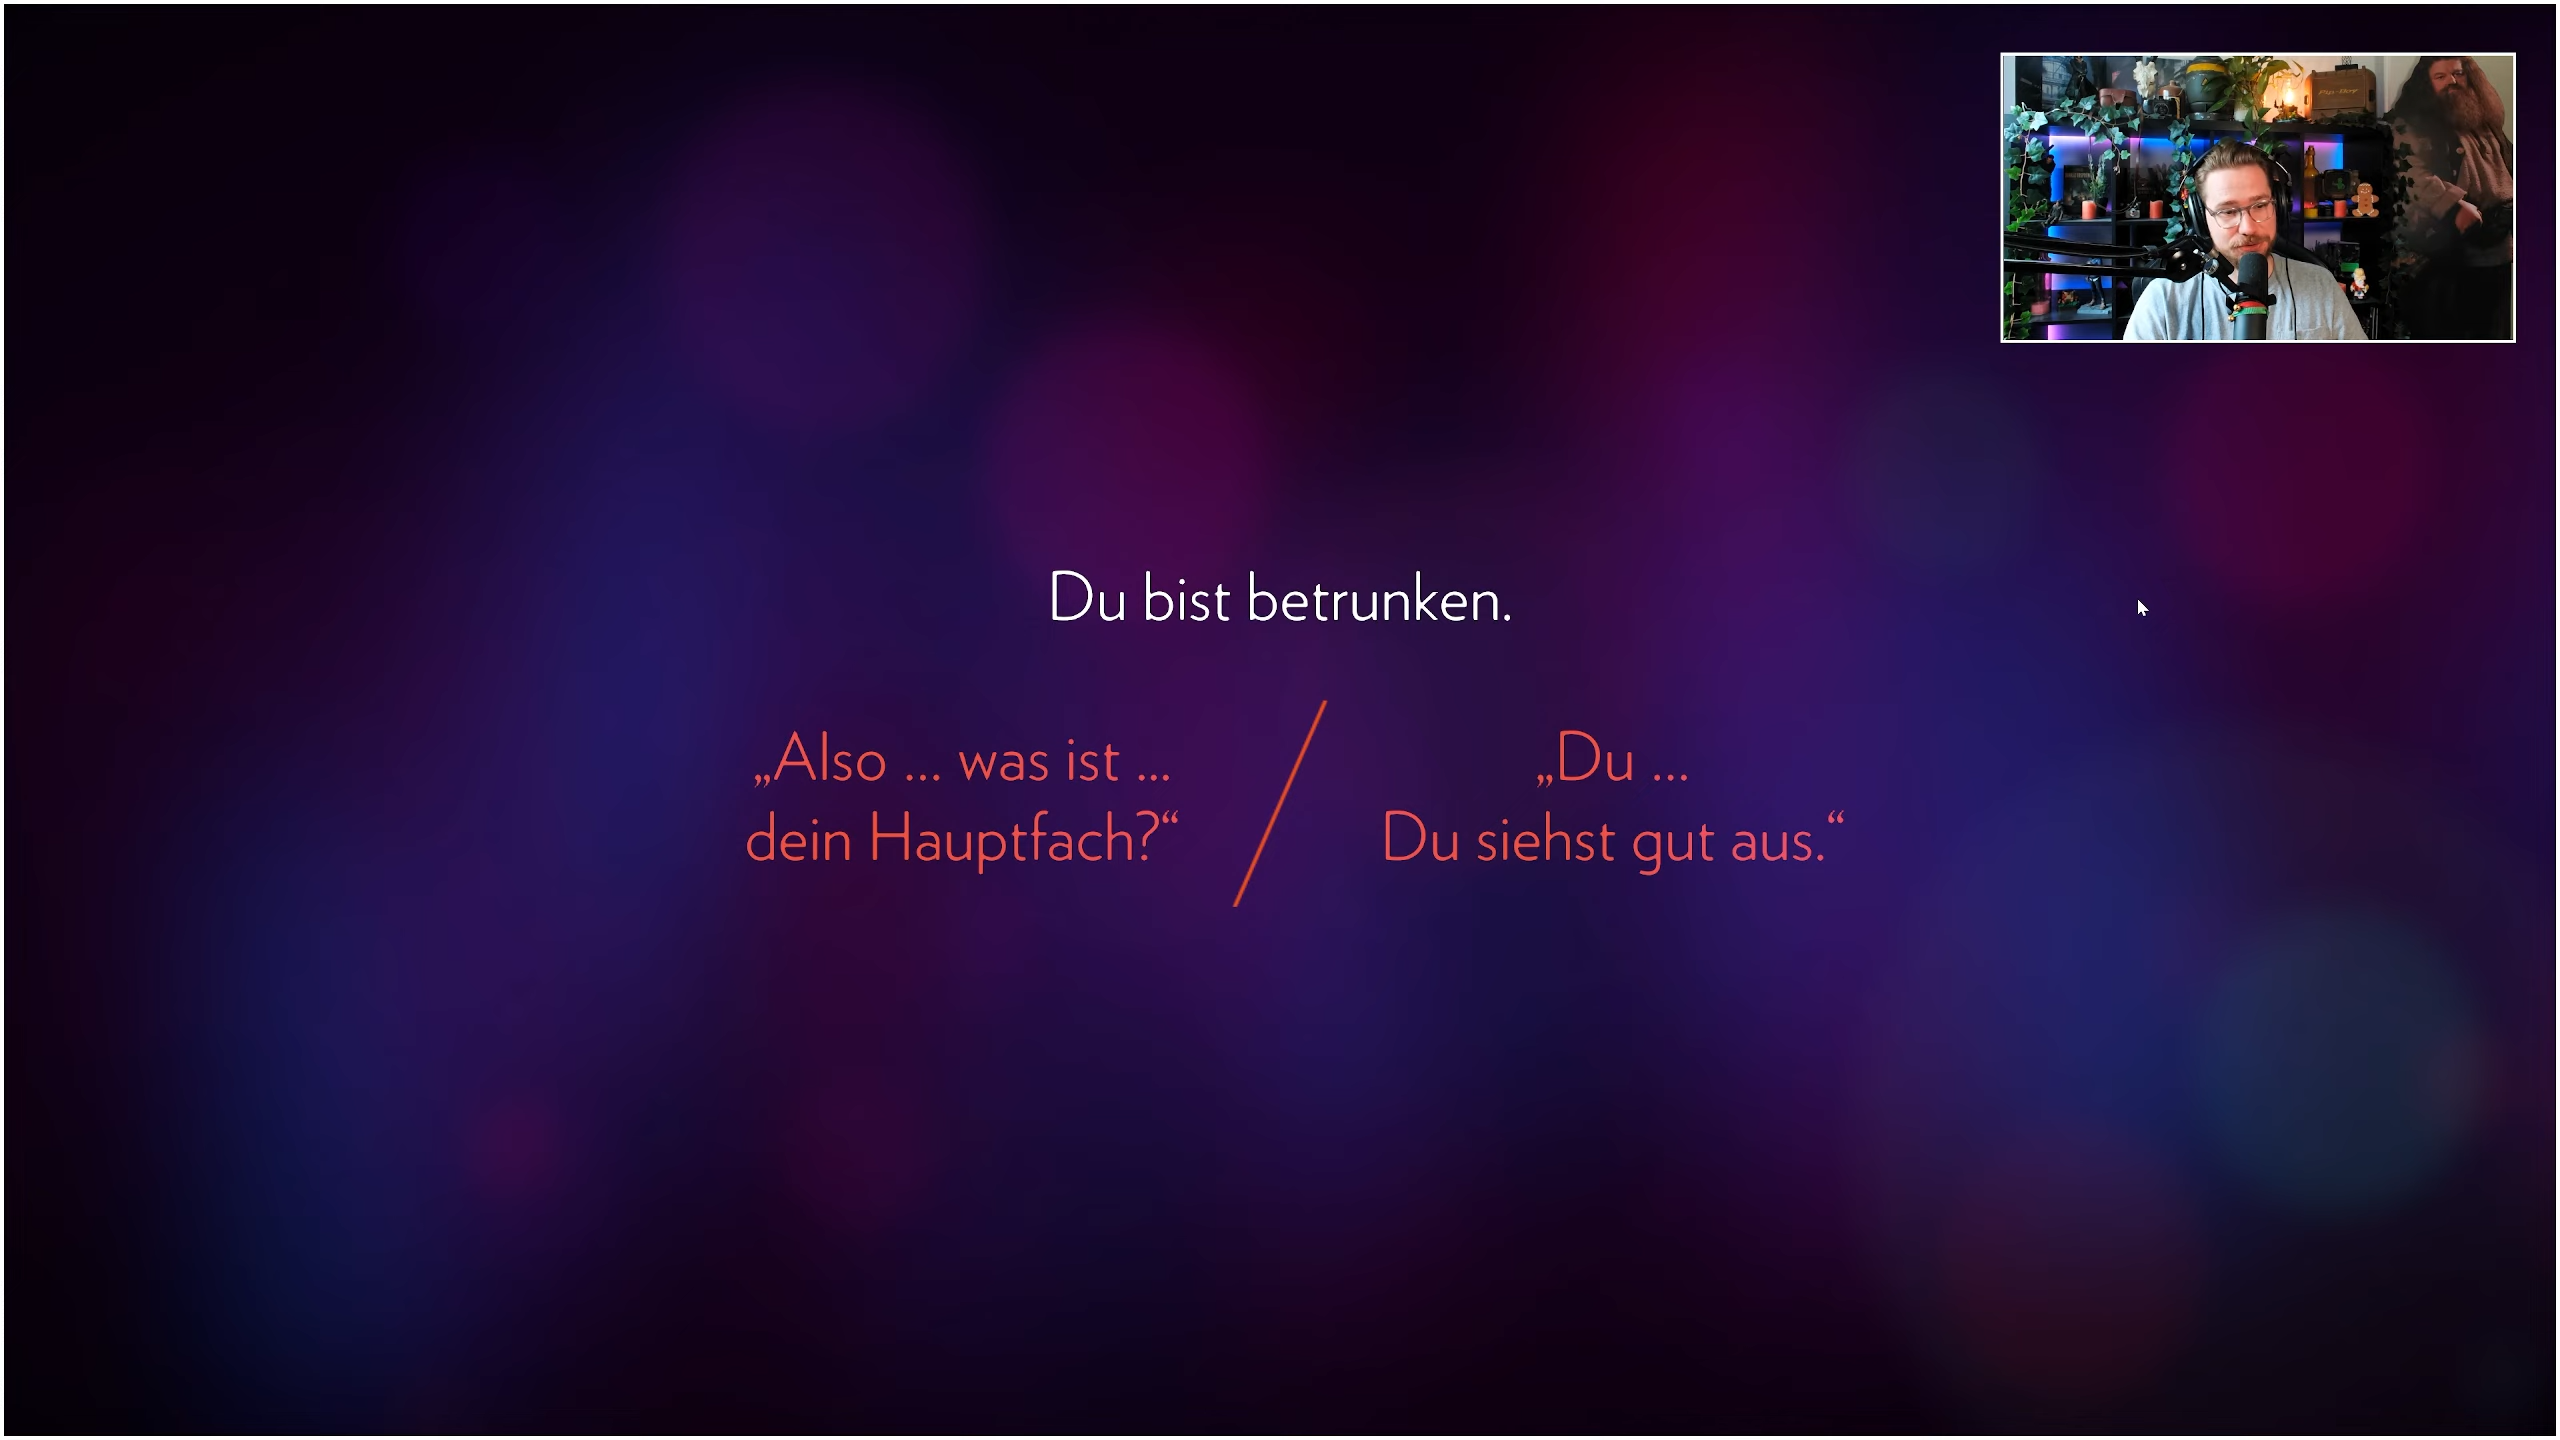 Du bist betrunken.
„Also ... was ist ...
dein Hauptfach?“
„Du ...
Du siehst gut aus.“